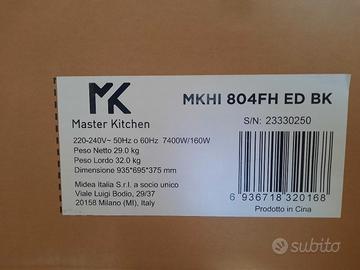 MK
Master Kitchen
MKHI 804FH ED BK
S/N: 23330250
220-240V~ 50Hz o 60Hz 7400W/160W
Peso Netto 29.0 kg
Peso Lordo 32.0 kg
Dimensione 935*695*375 mm
Midea Italia S.r.l. a socio unico
Viale Luigi Bodio, 29/37
20158 Milano (MI), Italy
6 936718 320168
Prodotto in Cina
subito